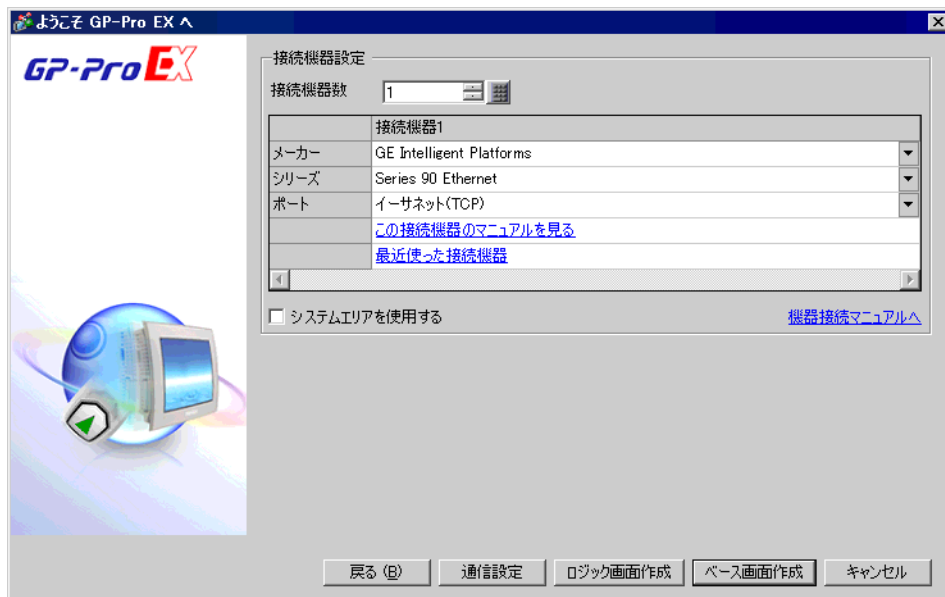 ようこそ GP-Pro EX へ
GP-Pro EX
接続機器設定
接続機器数 1
接続機器1
メーカー GE Intelligent Platforms
シリーズ Series 90 Ethernet
ポート イーサネット(TCP)
この接続機器のマニュアルを見る
最近使った接続機器
システムエリアを使用する 機器接続マニュアルへ
戻る (B) 通信設定 ロジック画面作成 ベース画面作成 キャンセル